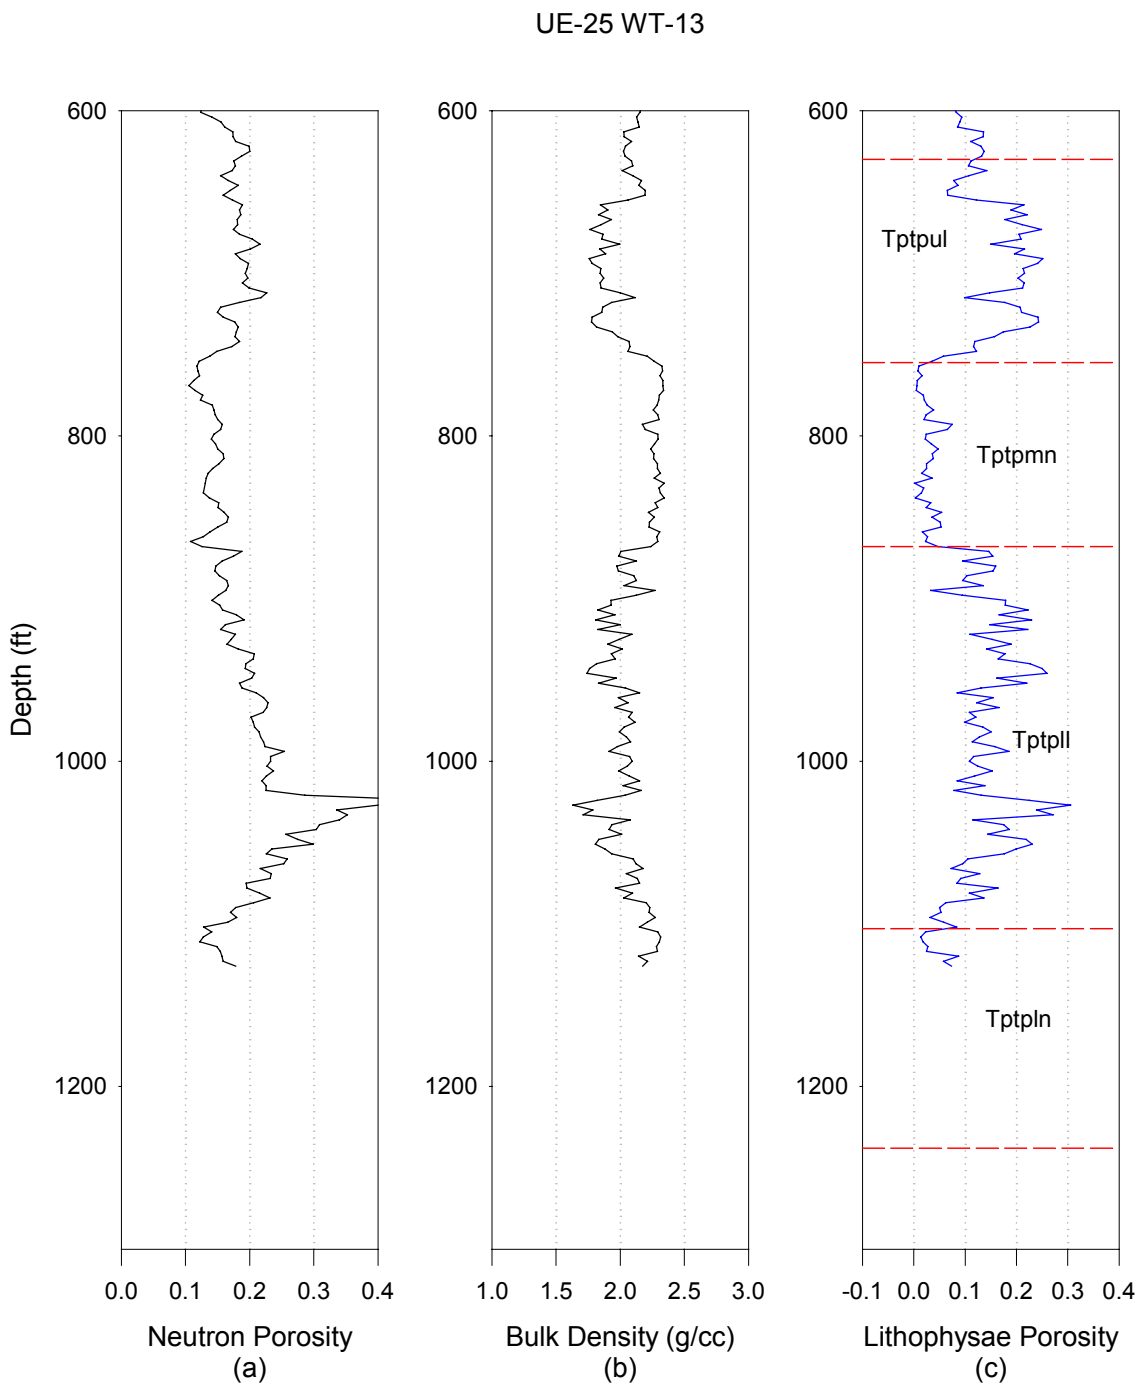 UE-25 WT-13
Depth (ft)
600
800
1000
1200
0.0 0.1 0.2 0.3 0.4
Neutron Porosity
(a)
600
800
1000
1200
1.0 1.5 2.0 2.5 3.0
Bulk Density (g/cc)
(b)
600
800
1000
1200
Tptpul
Tptpmn
Tptpll
Tptpln
-0.1 0.0 0.1 0.2 0.3 0.4
Lithophysae Porosity
(c)